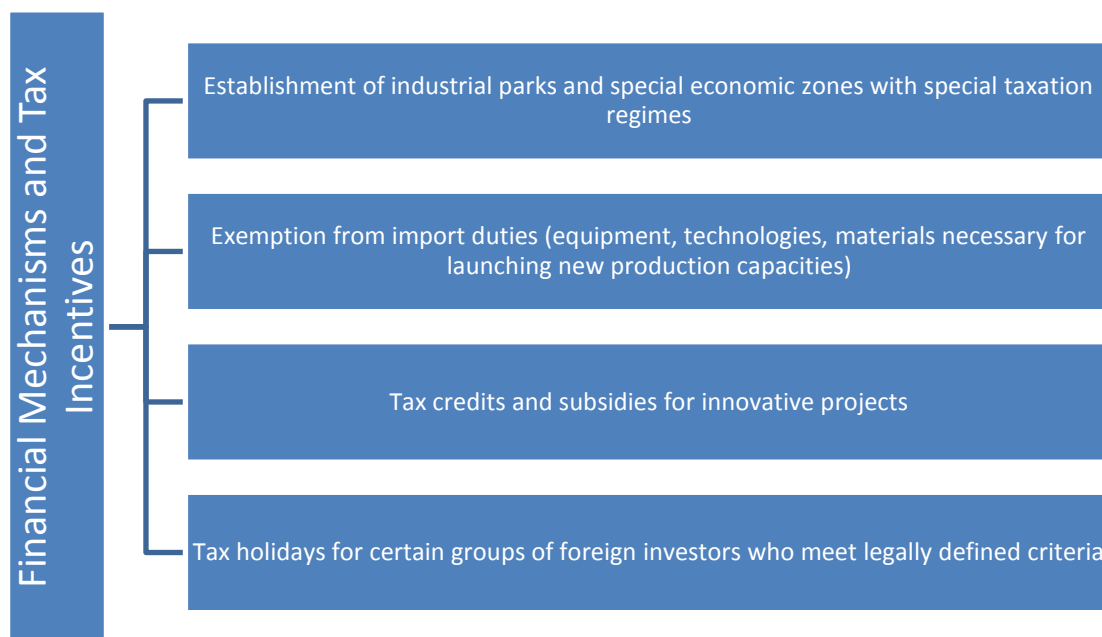 Financial Mechanisms and Tax
Incentives
Establishment of industrial parks and special economic zones with special taxation
regimes
Exemption from import duties (equipment, technologies, materials necessary for
launching new production capacities)
Tax credits and subsidies for innovative projects
Tax holidays for certain groups of foreign investors who meet legally defined criteria